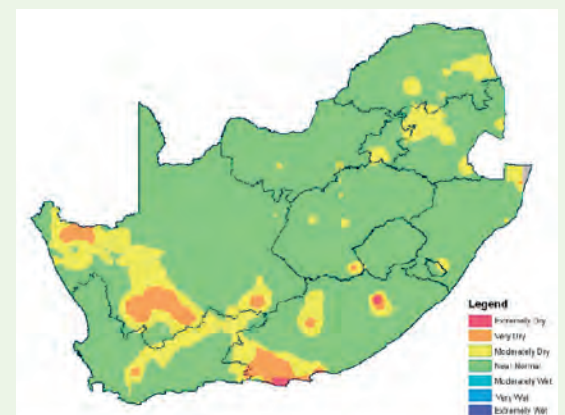 Legend
Extremely Dry
Very Dry
Moderately Dry
Near Normal
Moderately Wet
Very Wet
Extremely Wet